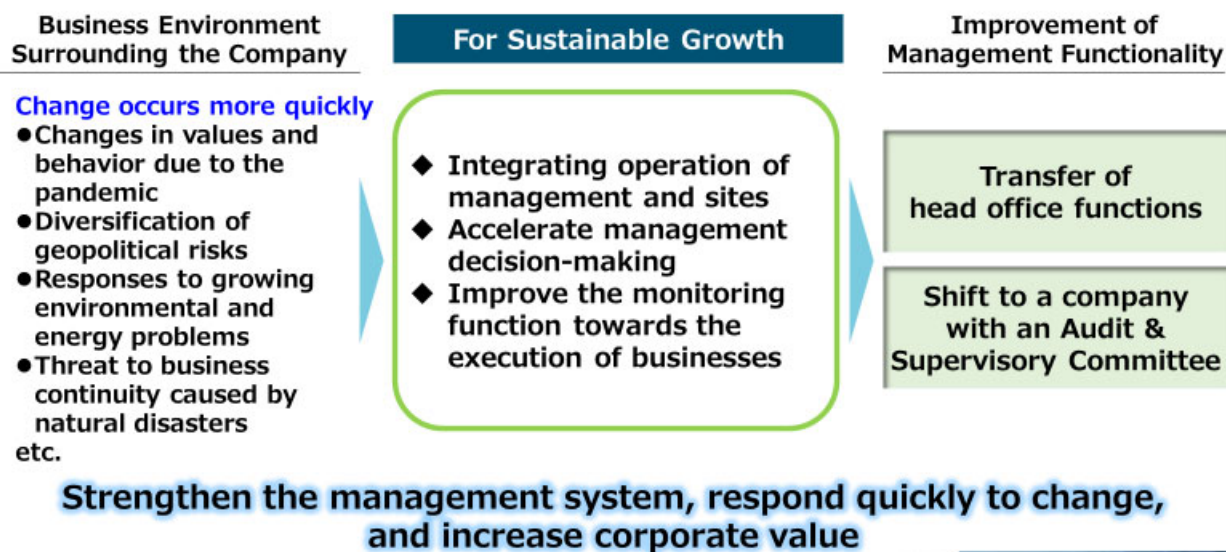 Business Environment
Surrounding the Company
Change occurs more quickly
●Changes in values and
behavior due to the
pandemic
●Diversification of
geopolitical risks
●Responses to growing
environmental and
energy problems
●Threat to business
continuity caused by
natural disasters
etc.
For Sustainable Growth
◆ Integrating operation of
management and sites
◆ Accelerate management
decision-making
◆ Improve the monitoring
function towards the
execution of businesses
Improvement of
Management Functionality
Transfer of
head office functions
Shift to a company
with an Audit &
Supervisory Committee
Strengthen the management system, respond quickly to change,
and increase corporate value